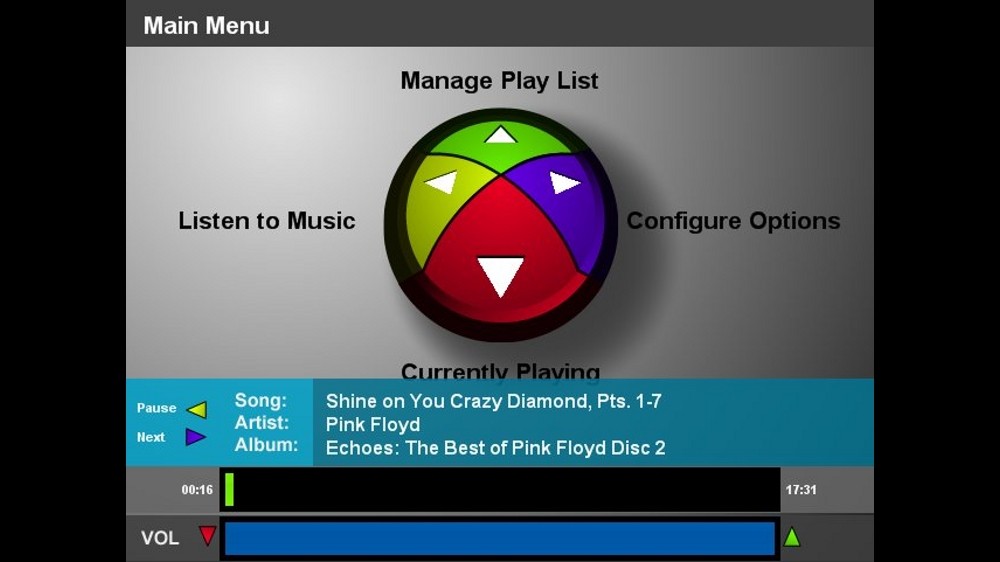 Main Menu
Manage Play List
Listen to Music
Configure Options
Currently Playing
Pause
Next
Song: Shine on You Crazy Diamond, Pts. 1-7
Artist: Pink Floyd
Album: Echoes: The Best of Pink Floyd Disc 2
00:16
17:31
VOL